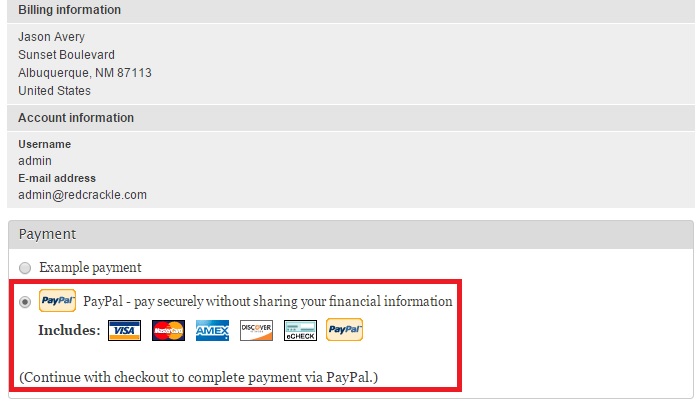 Billing information
Jason Avery
Sunset Boulevard
Albuquerque, NM 87113
United States
Account information
Username
admin
E-mail address
admin@redcrackle.com
Payment
Example payment
PayPal PayPal - pay securely without sharing your financial information
Includes: VISA MasterCard AMEX DISCOVER eCHECK PayPal
(Continue with checkout to complete payment via PayPal.)